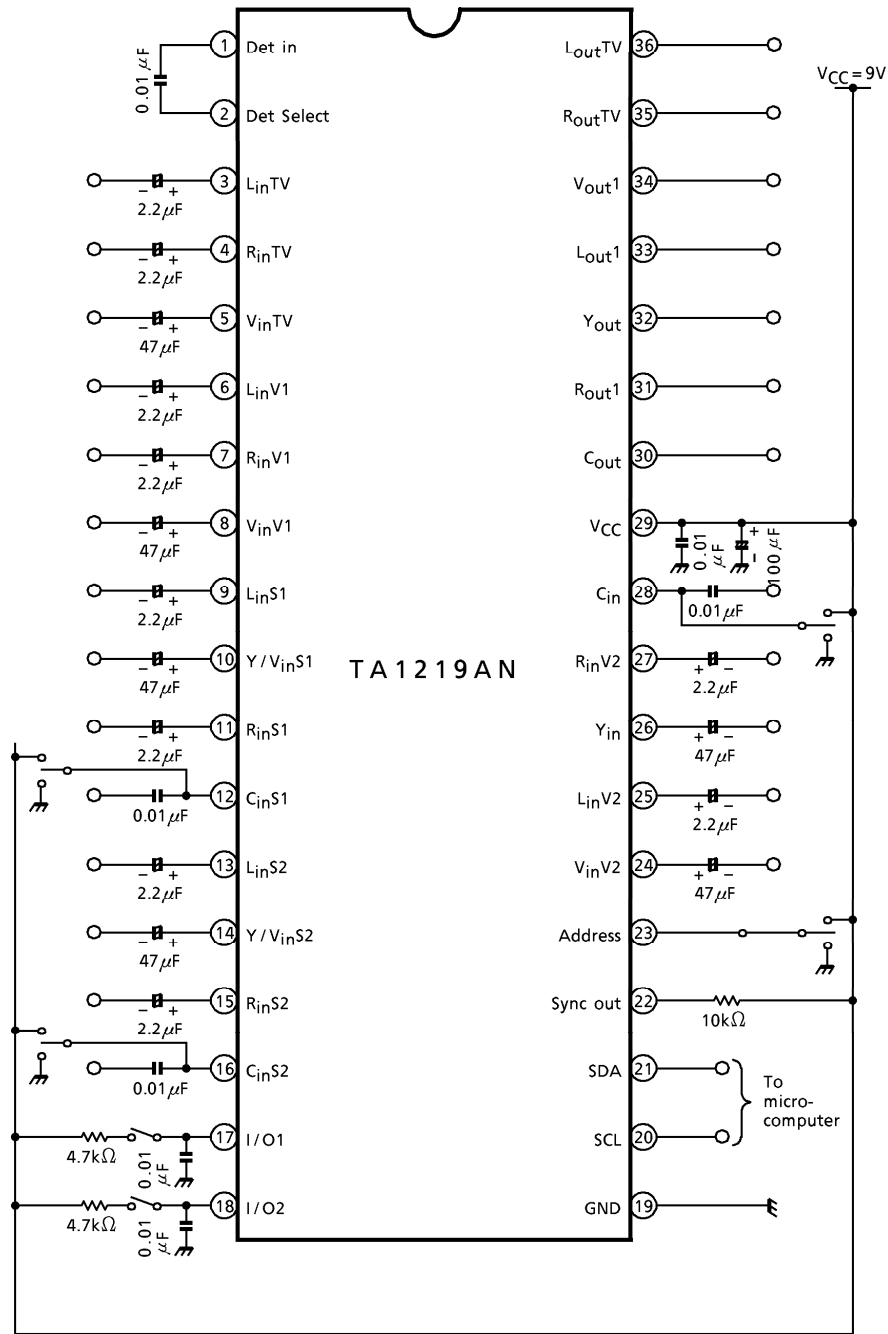 1 Det in
0.01 μF
2 Det Select
3 LinTV
− +
2.2μF
4 RinTV
− +
2.2μF
5 VinTV
− +
47μF
6 LinV1
− +
2.2μF
7 RinV1
− +
2.2μF
8 VinV1
− +
47μF
9 LinS1
− +
2.2μF
10 Y/VinS1
− +
47μF
11 RinS1
− +
2.2μF
12 CinS1
0.01μF
13 LinS2
− +
2.2μF
14 Y/VinS2
− +
47μF
15 RinS2
− +
2.2μF
16 CinS2
0.01μF
17 I/O1
4.7kΩ
0.01
μF
18 I/O2
4.7kΩ
0.01
μF
TA1219AN
LoutTV 36
VCC=9V
RoutTV 35
Vout1 34
Lout1 33
Yout 32
Rout1 31
Cout 30
VCC 29
0.01
μF
+
−
100μF
Cin 28
0.01μF
RinV2 27
+ −
2.2μF
Yin 26
+ −
47μF
LinV2 25
+ −
2.2μF
VinV2 24
+ −
47μF
Address 23
Sync out 22
10kΩ
SDA 21
To
micro-
computer
SCL 20
GND 19